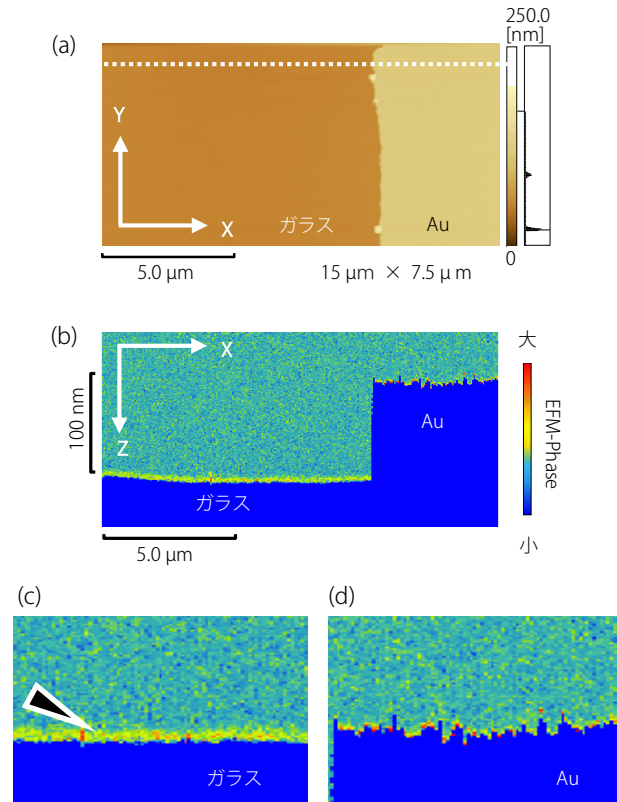 (a)
250.0
[nm]
Y
X
ガラス
Au
0
5.0 μm
15 μm × 7.5 μ m
(b)
X
Z
100 nm
Au
ガラス
大
EFM-Phase
小
5.0 μm
(c)
(d)
ガラス
Au